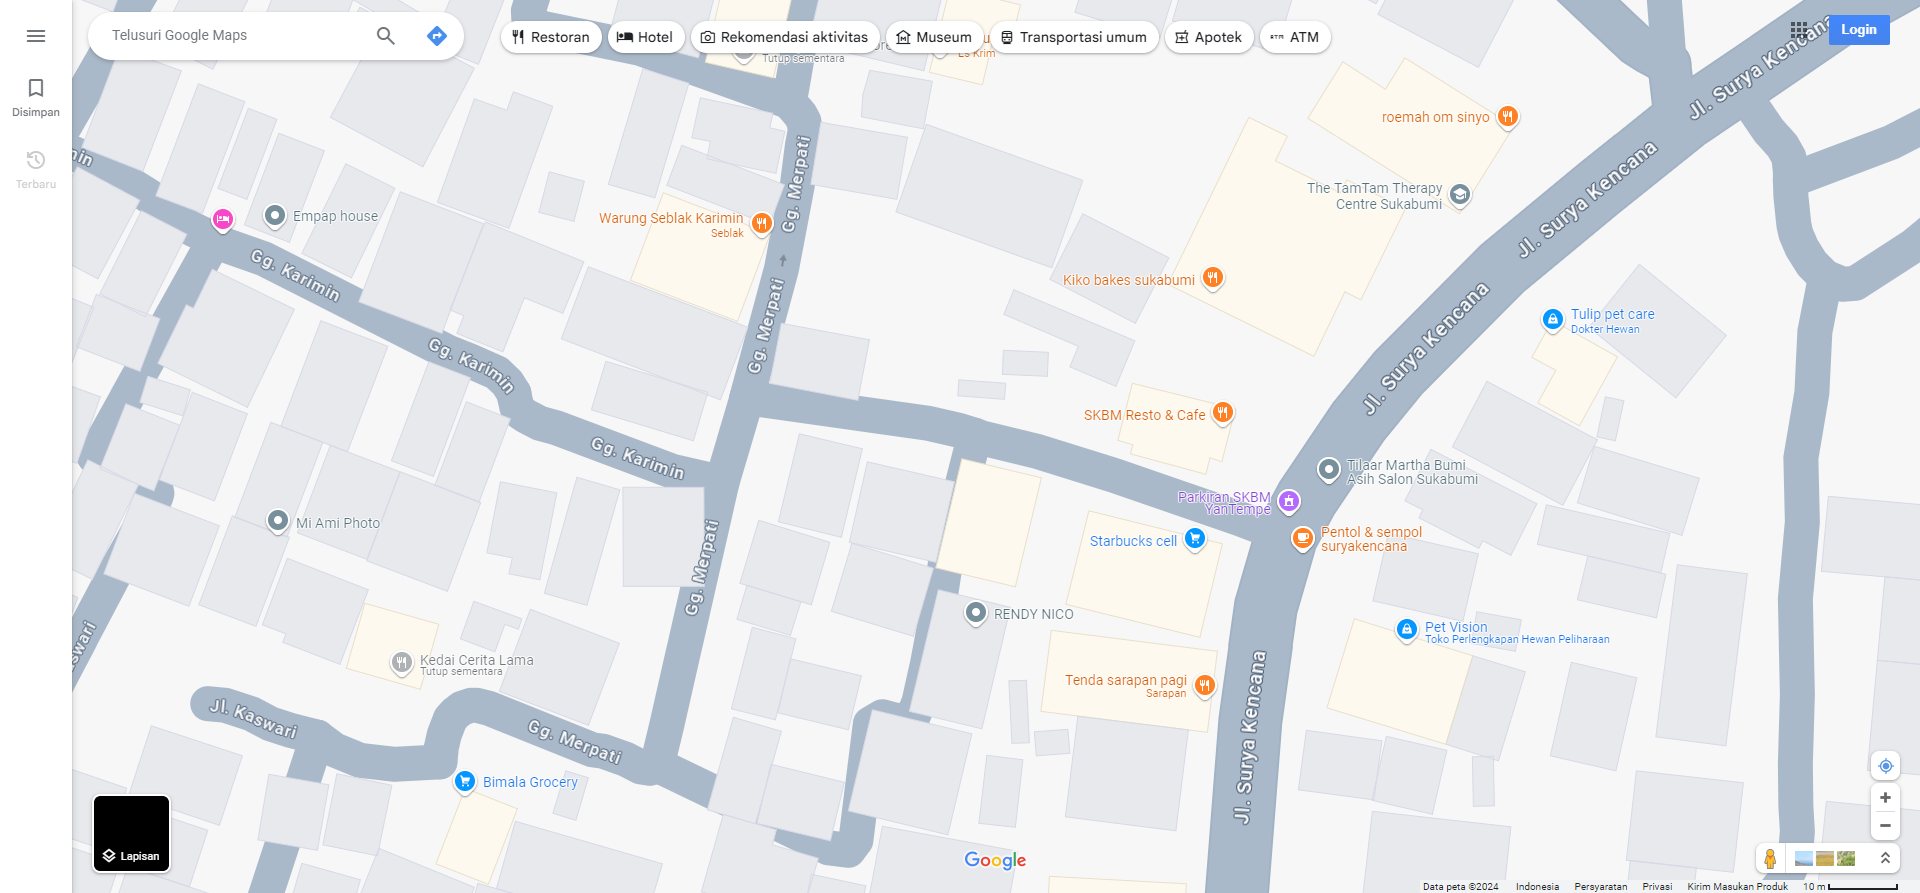 Telusuri Google Maps
Restoran
Hotel
Rekomendasi aktivitas
Museum
Transportasi umum
Apotek
ATM
Login
Disimpan
Terbaru
Tutup sementara
Es Krim
Jl. Surya Kencana
roemah om sinyo
Jl. Surya Kencana
Gg. Merpati
The TamTam Therapy
Centre Sukabumi
Empap house
Warung Seblak Karimin
Seblak
Jl. Surya Kencana
Gg. Karimin
Kiko bakes sukabumi
Gg. Merpati
Tulip pet care
Dokter Hewan
Gg. Karimin
Jl. Surya Kencana
SKBM Resto & Cafe
Gg. Karimin
Tilaar Martha Bumi
Asih Salon Sukabumi
Parkiran SKBM
YanTempe
Mi Ami Photo
Starbucks cell
Pentol & sempol
suryakencana
Gg. Merpati
RENDY NICO
Pet Vision
Toko Perlengkapan Hewan Peliharaan
Kedai Cerita Lama
Tutup sementara
Tenda sarapan pagi
Sarapan
Jl. Kaswari
Gg. Merpati
Jl. Surya Kencana
Bimala Grocery
Lapisan
Google
Data peta ©2024
Indonesia
Persyaratan
Privasi
Kirim Masukan Produk
10 m